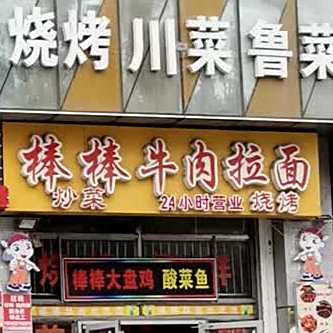 烧烤川菜鲁菜
棒棒牛肉拉面
炒菜 24小时营业 烧烤
棒棒大盘鸡 酸菜鱼